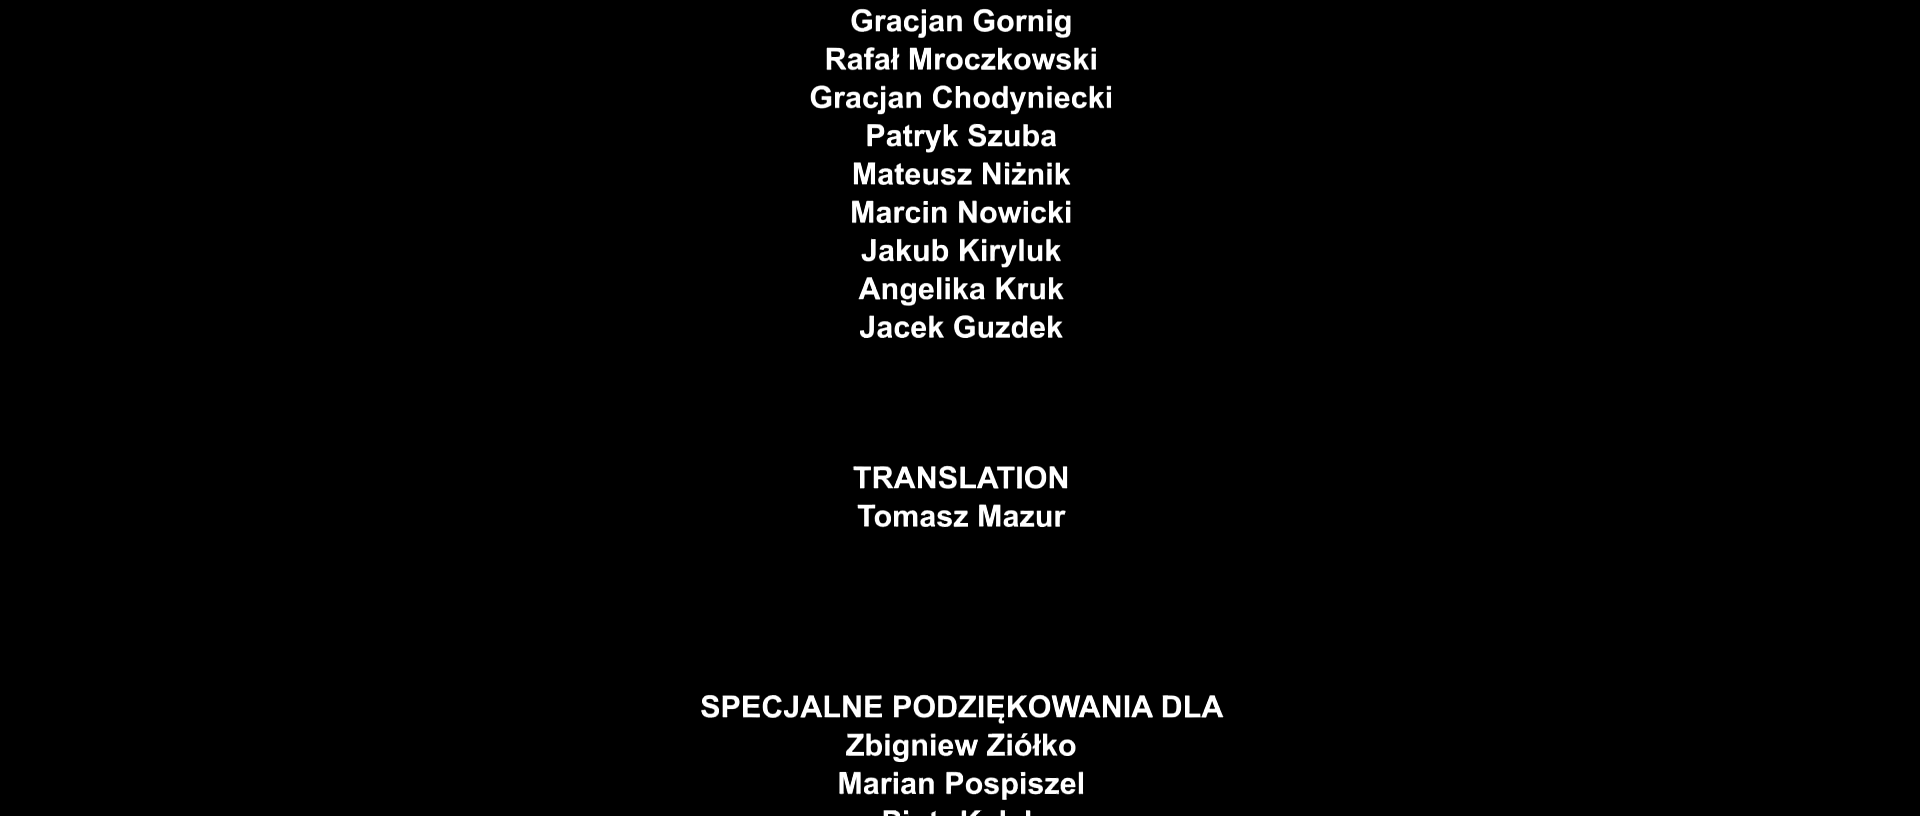 Gracjan Gornig
Rafał Mroczkowski
Gracjan Chodyniecki
Patryk Szuba
Mateusz Niżnik
Marcin Nowicki
Jakub Kiryluk
Angelika Kruk
Jacek Guzdek
TRANSLATION
Tomasz Mazur
SPECJALNE PODZIĘKOWANIA DLA
Zbigniew Ziółko
Marian Pospiszel